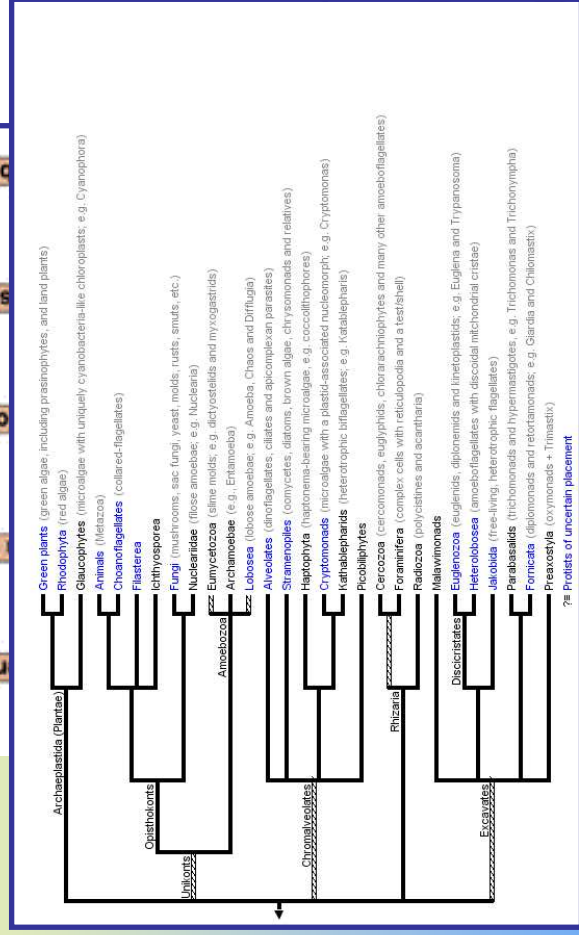 Green plants (green algae, including prasinophytes, and land plants)
Rhodophyta (red algae)
Glaucophytes (microalgae with uniquely cyanobacteria-like chloroplasts; e.g. Cyanophora)
Animals (Metazoa)
Choanoflagellates (collared-flagellates)
Filasterea
Ichthyosporea
Fungi (mushrooms, sac fungi, yeast, molds, rusts, smuts, etc.)
Nucleariidae (filose amoebae; e.g. Nuclearia)
Eumycetozoa (slime molds; e.g. dictyostelids and myxogastrids)
Archamoebae (e.g., Entamoeba)
Lobosea (lobose amoebae; e.g. Amoeba, Chaos and Difflugia)
Alveolates (dinoflagellates, ciliates and apicomplexan parasites)
Stramenopiles (oomycetes, diatoms, brown algae, chrysomonads and relatives)
Haptophyta (haptonema-bearing microalgae, e.g. coccolithophores)
Cryptomonads (microalgae with a plastid-associated nucleomorph; e.g. Cryptomonas)
Kathablepharids (heterotrophic biflagellates; e.g. Katablepharis)
Picobiliphytes
Cercozoa (cercomonads, euglyphids, chlorarachniophytes and many other amoeboflagellates)
Foraminifera (complex cells with reticulopodia and a test/shell)
Radiozoa (polycistines and acantharia)
Malawimonads
Euglenozoa (euglenids, diplonemids and kinetoplastids; e.g. Euglena and Trypanosoma)
Heterolobosea (amoeboflagellates with discoidal mitchondrial cristae)
Jakobida (free-living, heterotrophic flagellates)
Parabasalids (trichomonads and hypermastigotes, e.g. Trichomonas and Trichonympha)
Fornicata (diplomonads and retortamonads; e.g. Giardia and Chilomastix)
Preaxostyla (oxymonads + Trimastix)
?= Protists of uncertain placement
Archaeplastida (Plantae)
Opisthokonts
Unikonts
Amoebozoa
Chromalveolates
Rhizaria
Discicristates
Excavates